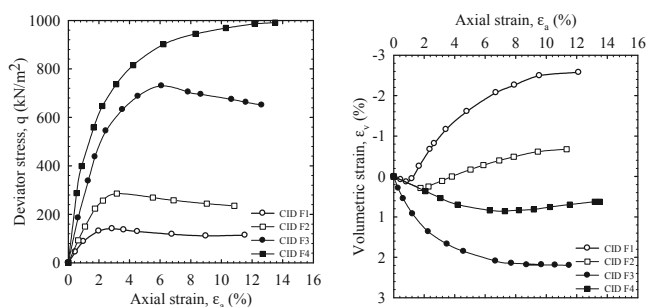 Deviator stress, q (kN/m²)
1000
800
600
400
200
0
0 2 4 6 8 10 12 14 16
Axial strain, εa (%)
CID F1
CID F2
CID F3
CID F4
Axial strain, εa (%)
0 2 4 6 8 10 12 14 16
Volumetric strain, εv (%)
-3
-2
-1
0
1
2
3
CID F1
CID F2
CID F3
CID F4